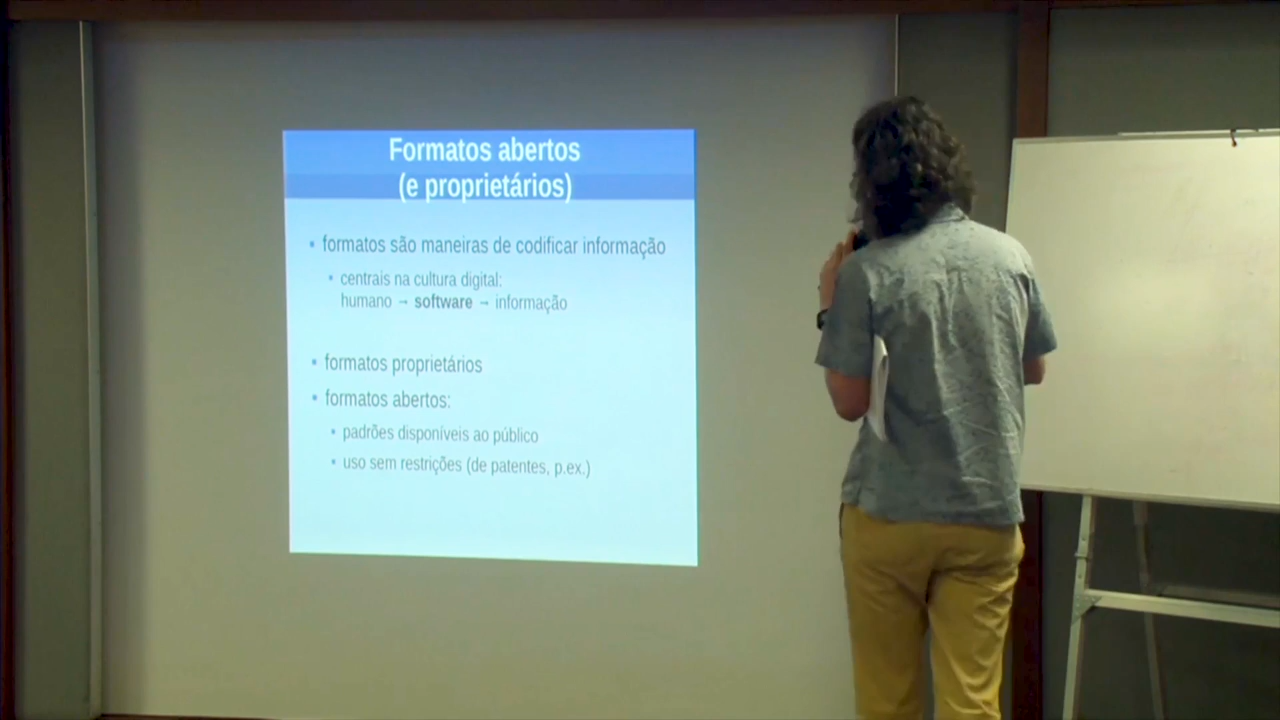 Formatos abertos
(e proprietários)
• formatos são maneiras de codificar informação
• centrais na cultura digital:
humano → software → informação
• formatos proprietários
• formatos abertos:
• padrões disponíveis ao público
• uso sem restrições (de patentes, p.ex.)